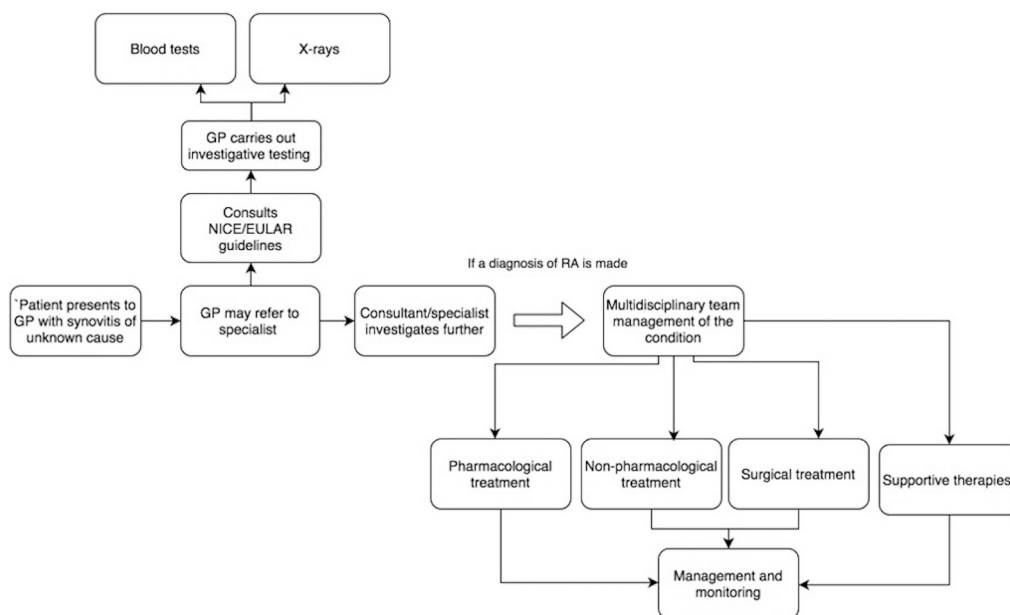 Blood tests
X-rays
GP carries out
investigative testing
Consults
NICE/EULAR
guidelines
If a diagnosis of RA is made
`Patient presents to
GP with synovitis of
unknown cause
GP may refer to
specialist
Consultant/specialist
investigates further
Multidisciplinary team
management of the
condition
Pharmacological
treatment
Non-pharmacological
treatment
Surgical treatment
Supportive therapies
Management and
monitoring